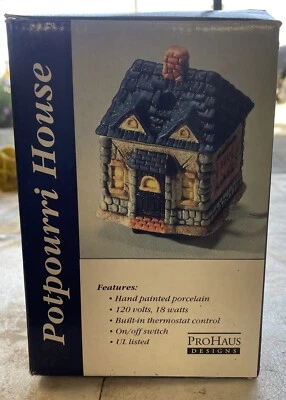 Potpourri House
Features:
• Hand painted porcelain
• 120 volts, 18 watts
• Built-in thermostat control
• On/off switch
• UL listed
PROHAUS
DESIGNS